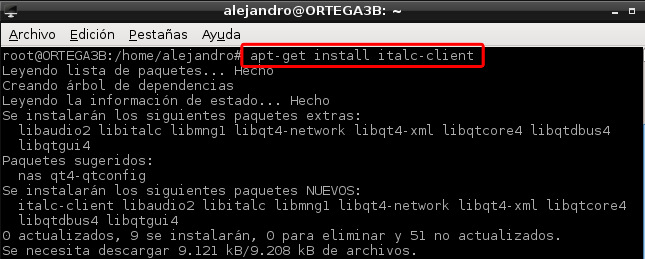 alejandro@ORTEGA3B: ~
Archivo Edición Pestañas Ayuda
root@ORTEGA3B:/home/alejandro# apt-get install italc-client
Leyendo lista de paquetes... Hecho
Creando árbol de dependencias
Leyendo la información de estado... Hecho
Se instalarán los siguientes paquetes extras:
  libaudio2 libitalc libmng1 libqt4-network libqt4-xml libqtcore4 libqtdbus4
  libqtgui4
Paquetes sugeridos:
  nas qt4-qtconfig
Se instalarán los siguientes paquetes NUEVOS:
  italc-client libaudio2 libitalc libmng1 libqt4-network libqt4-xml libqtcore4
  libqtdbus4 libqtgui4
0 actualizados, 9 se instalarán, 0 para eliminar y 51 no actualizados.
Se necesita descargar 9.121 kB/9.208 kB de archivos.